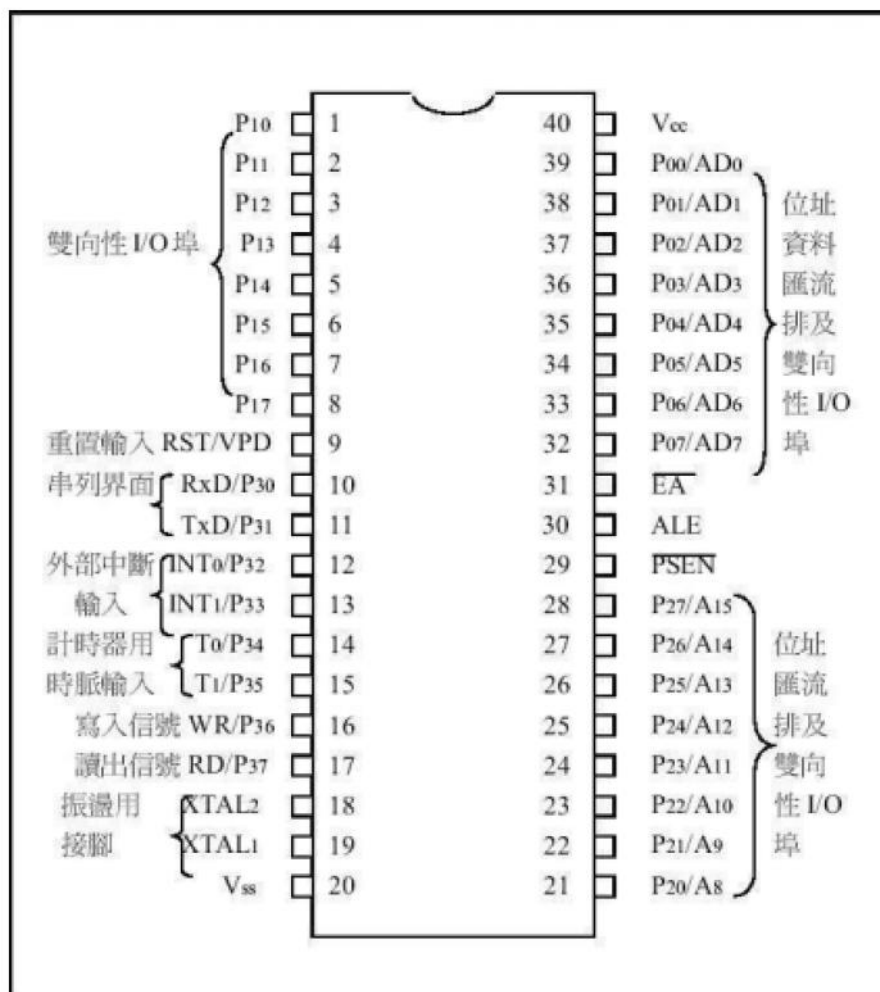 P10 1 40 Vcc
P11 2 39 P00/AD0
P12 3 38 P01/AD1 位址
雙向性 I/O 埠 P13 4 37 P02/AD2 資料
P14 5 36 P03/AD3 匯流
P15 6 35 P04/AD4 排及
P16 7 34 P05/AD5 雙向
P17 8 33 P06/AD6 性 I/O
重置輸入 RST/VPD 9 32 P07/AD7 埠
串列界面 RxD/P30 10 31 EA
TxD/P31 11 30 ALE
外部中斷 INT0/P32 12 29 PSEN
輸入 INT1/P33 13 28 P27/A15
計時器用 T0/P34 14 27 P26/A14 位址
時脈輸入 T1/P35 15 26 P25/A13 匯流
寫入信號 WR/P36 16 25 P24/A12 排及
讀出信號 RD/P37 17 24 P23/A11 雙向
振盪用 XTAL2 18 23 P22/A10 性 I/O
接腳 XTAL1 19 22 P21/A9 埠
Vss 20 21 P20/A8